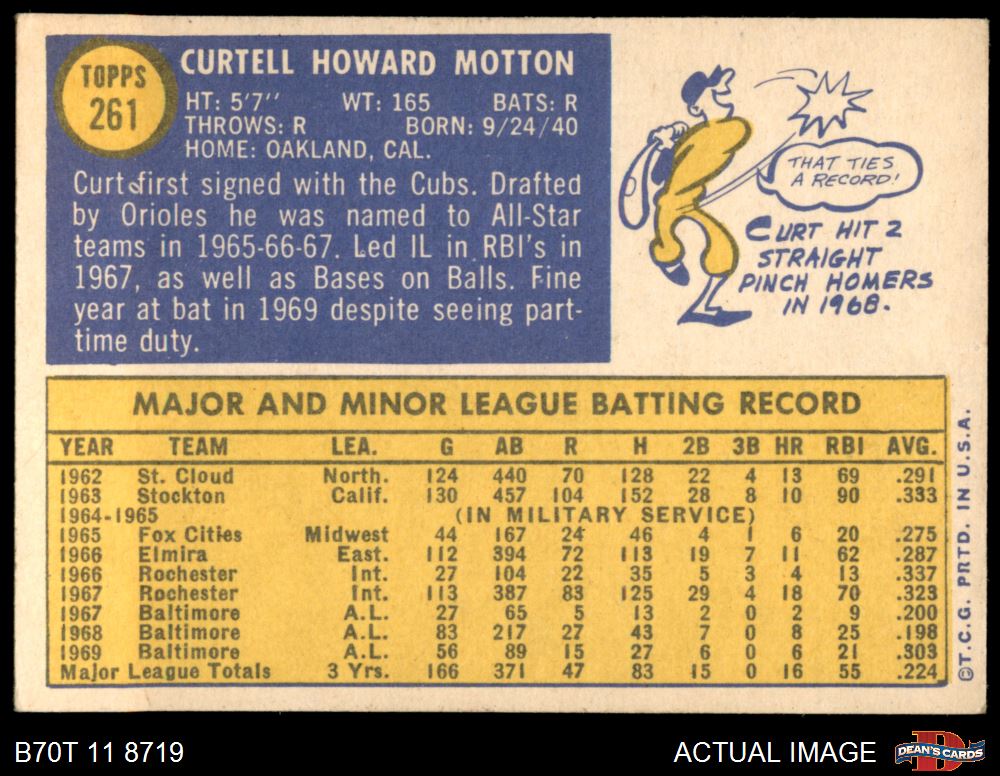 TOPPS
261
CURTELL HOWARD MOTTON
HT: 5'7" WT: 165 BATS: R
THROWS: R BORN: 9/24/40
HOME: OAKLAND, CAL.
Curt first signed with the Cubs. Drafted
by Orioles he was named to All-Star
teams in 1965-66-67. Led IL in RBI's in
1967, as well as Bases on Balls. Fine
year at bat in 1969 despite seeing part-
time duty.
THAT TIES
A RECORD!
CURT HIT 2
STRAIGHT
PINCH HOMERS
IN 1968.
MAJOR AND MINOR LEAGUE BATTING RECORD
YEAR TEAM LEA. G AB R H 2B 3B HR RBI AVG.
1962 St. Cloud North. 124 440 70 128 22 4 13 69 .291
1963 Stockton Calif. 130 457 104 152 28 8 10 90 .333
1964-1965 (IN MILITARY SERVICE)
1965 Fox Cities Midwest 44 167 24 46 4 1 6 20 .275
1966 Elmira East. 112 394 72 113 19 7 11 62 .287
1966 Rochester Int. 27 104 22 35 5 3 4 13 .337
1967 Rochester Int. 113 387 83 125 29 4 18 70 .323
1967 Baltimore A.L. 27 65 5 13 2 0 2 9 .200
1968 Baltimore A.L. 83 217 27 43 7 0 8 25 .198
1969 Baltimore A.L. 56 89 15 27 6 0 6 21 .303
Major League Totals 3 Yrs. 166 371 47 83 15 0 16 55 .224
©T.C.G. PRTD. IN U.S.A.
B70T 11 8719
ACTUAL IMAGE
DEAN'S CARDS